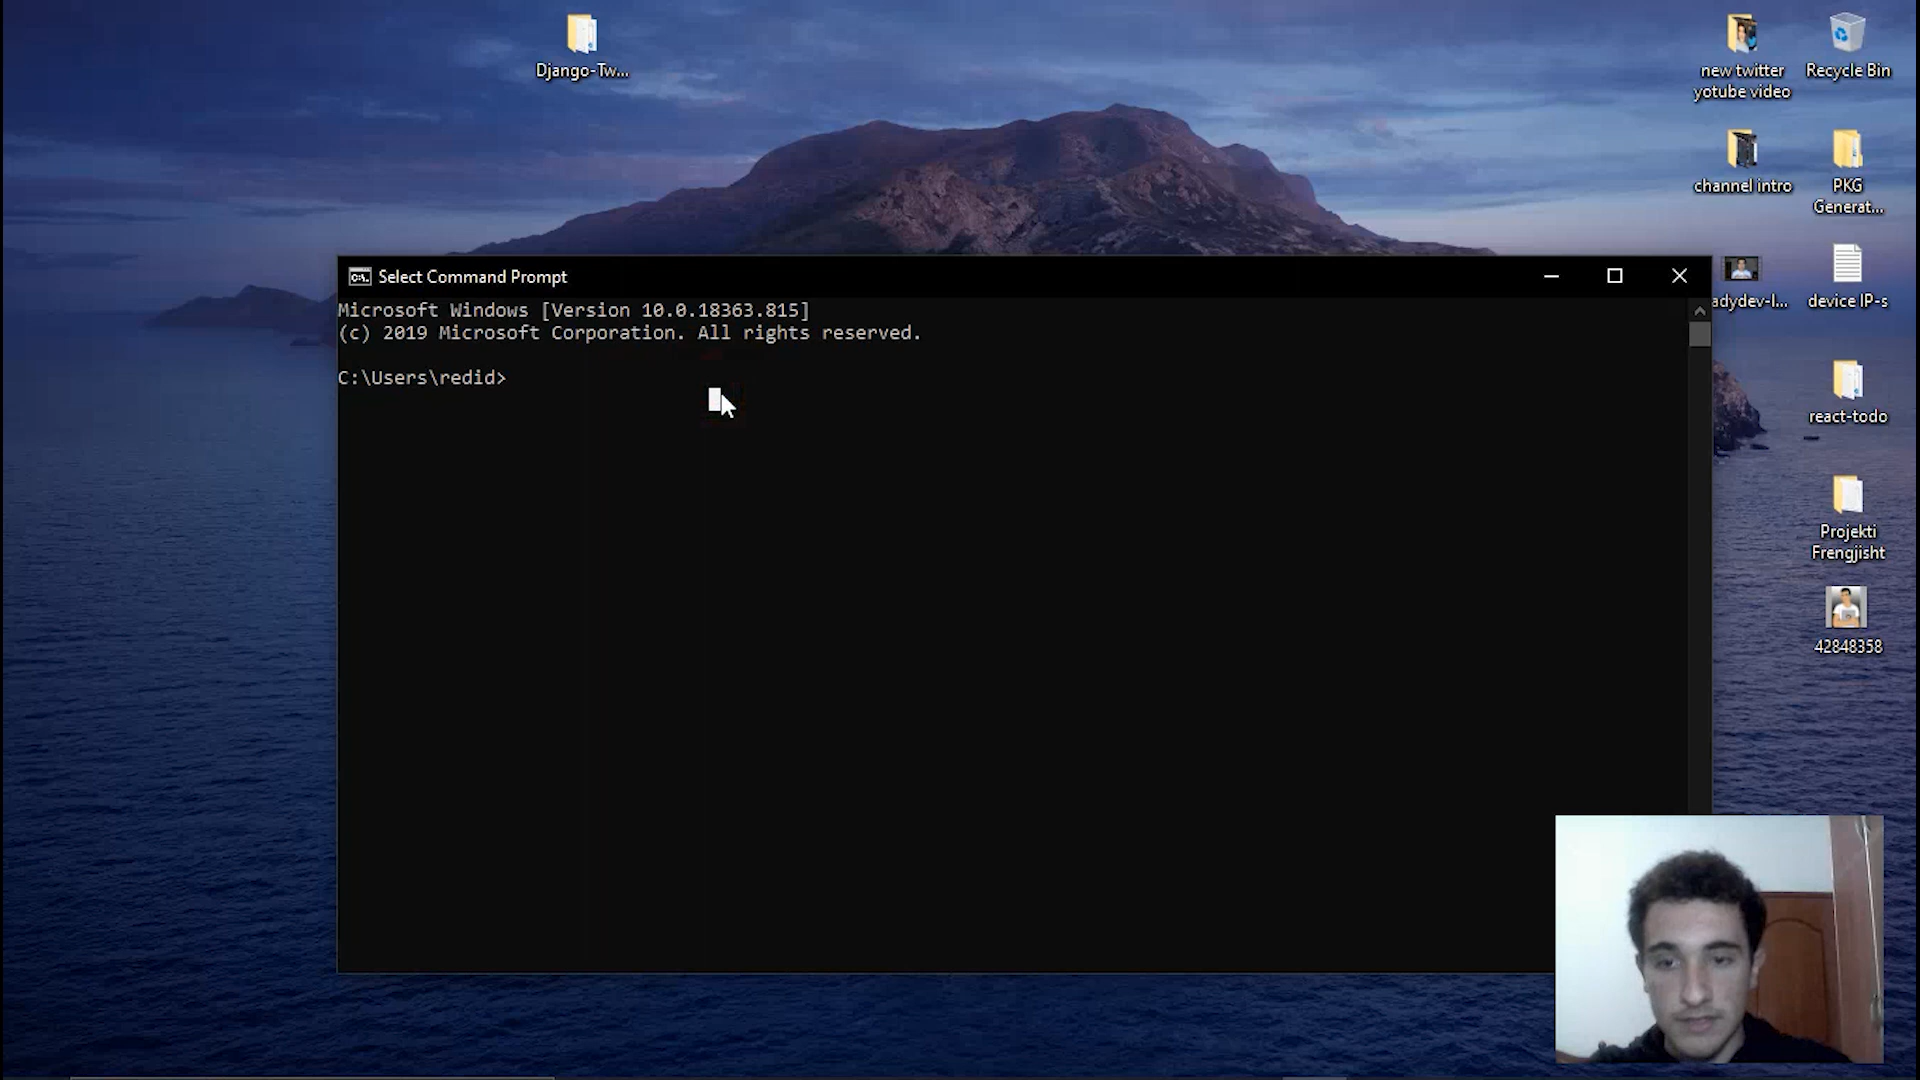 Django-Tw...
new twitter
yotube video
Recycle Bin
channel intro
PKG
Generat...
adydev-I...
device IP-s
react-todo
Projekti
Frengjisht
42848358
Select Command Prompt
Microsoft Windows [Version 10.0.18363.815]
(c) 2019 Microsoft Corporation. All rights reserved.
C:\Users\redid>